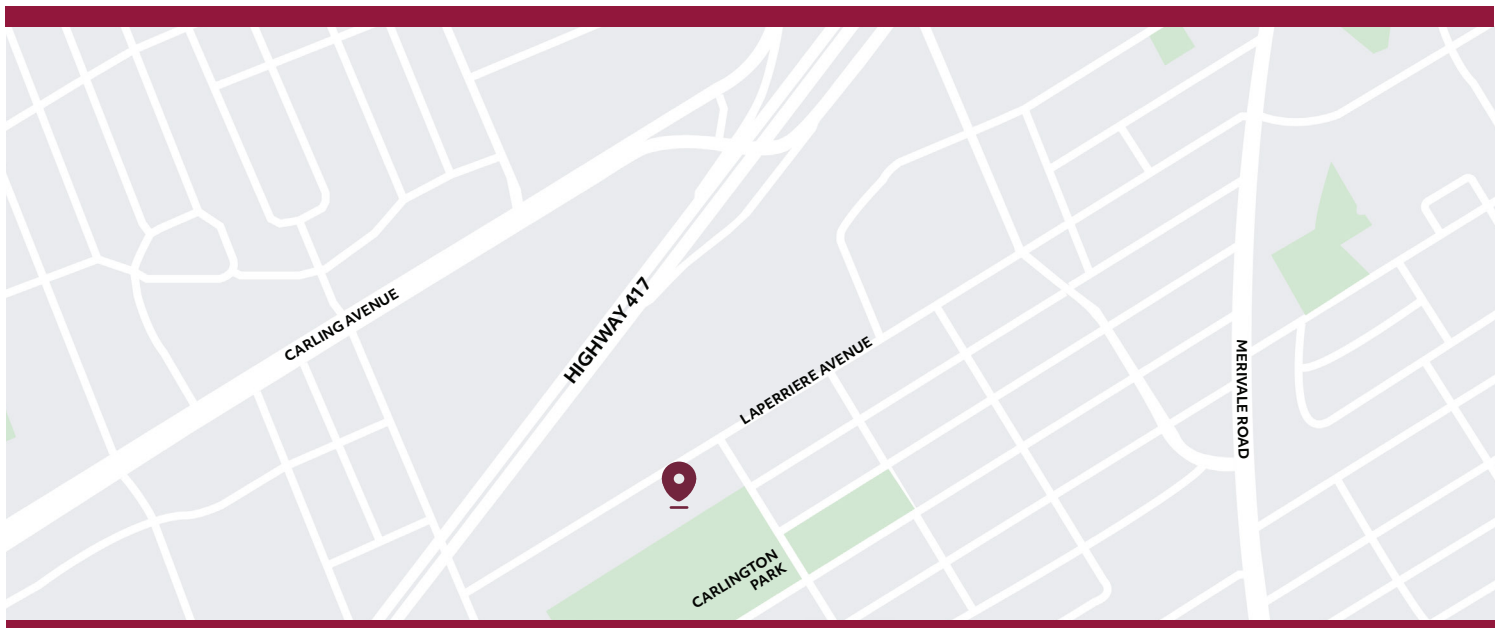 CARLING AVENUE
HIGHWAY 417
LAPERRIERE AVENUE
MERIVALE ROAD
CARLINGTON
PARK